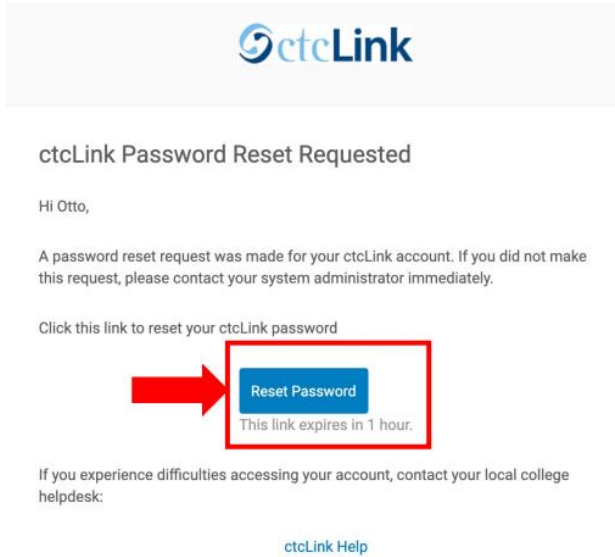 ctcLink
ctcLink Password Reset Requested
Hi Otto,
A password reset request was made for your ctcLink account. If you did not make
this request, please contact your system administrator immediately.
Click this link to reset your ctcLink password
Reset Password
This link expires in 1 hour.
If you experience difficulties accessing your account, contact your local college
helpdesk:
ctcLink Help